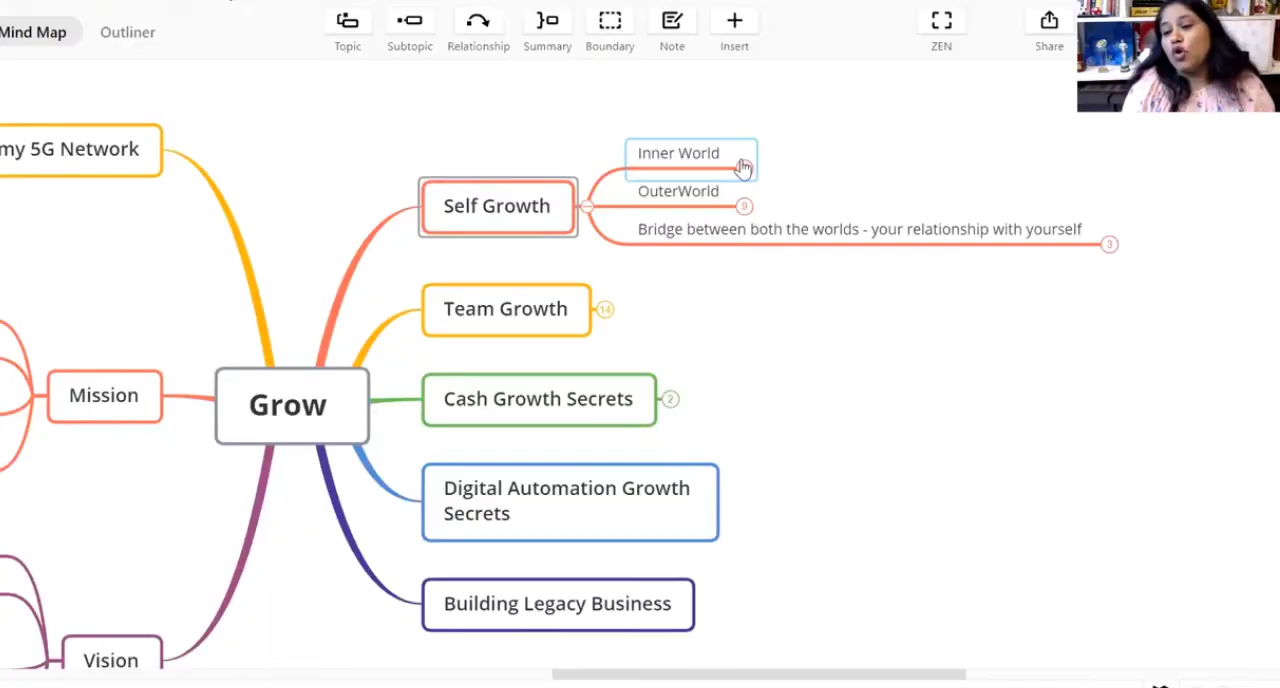 Mind Map
Outliner
Topic
Subtopic
Relationship
Summary
Boundary
Note
Insert
ZEN
Share
my 5G Network
Inner World
OuterWorld
9
Bridge between both the worlds - your relationship with yourself
3
Self Growth
Team Growth
14
Mission
Grow
Cash Growth Secrets
2
Digital Automation Growth
Secrets
Building Legacy Business
Vision